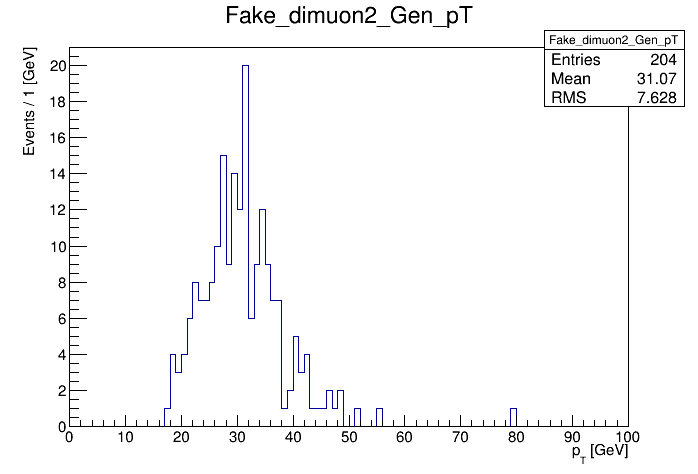 Fake_dimuon2_Gen_pT
Fake_dimuon2_Gen_pT
Entries 204
Mean 31.07
RMS 7.628
Events / 1 [GeV]
20
18
16
14
12
10
8
6
4
2
0
0 10 20 30 40 50 60 70 80 90 100
p_T [GeV]